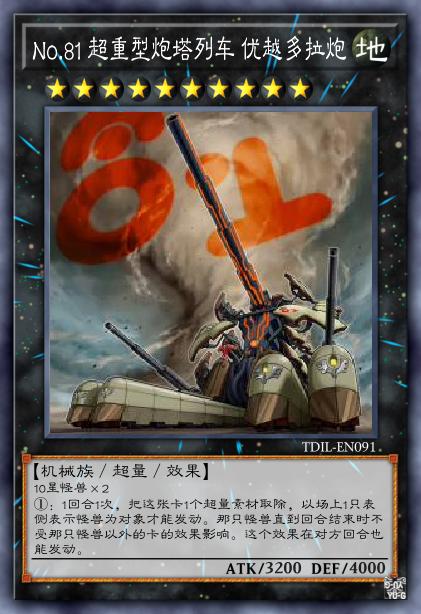 No.81 超重型炮塔列车 优越多拉炮 地
81
TDIL-EN091
【机械族／超量／效果】
10星怪兽×2
①：1回合1次，把这张卡1个超量素材取除，以场上1只表
侧表示怪兽为对象才能发动。那只怪兽直到回合结束时不
受那只怪兽以外的卡的效果影响。这个效果在对方回合也
能发动。
ATK/3200 DEF/4000